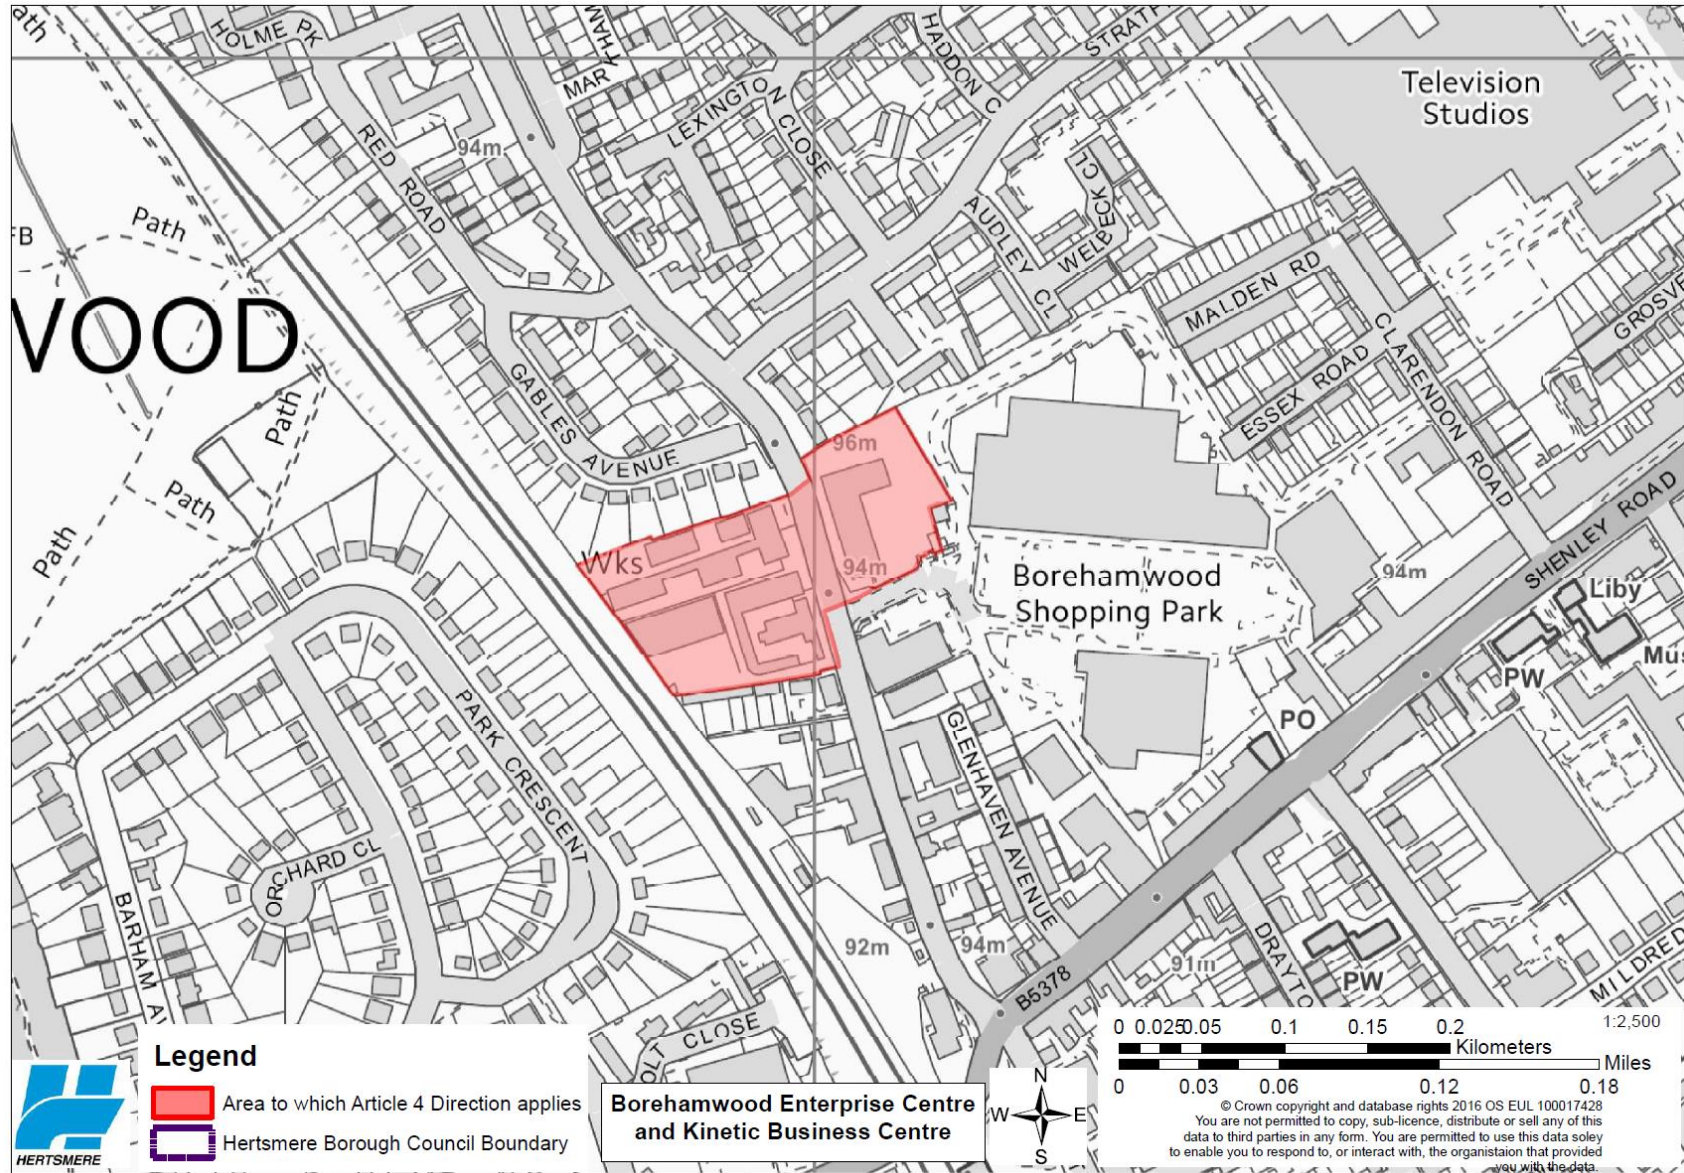 ath
HOLME PK
MARKHAM
LEXINGTON
CLOSE
HADDON C
STRATH
Television
Studios
94m
RED
ROAD
Path
FB
AUDLEY
CL
WELBECK CL
MALDEN RD
CLARENDON
ROAD
ESSEX ROAD
GROSVE
WOOD
GABLES
AVENUE
Path
Path
Path
96m
Wks
94m
Borehamwood
Shopping Park
94m
SHENLEY ROAD
Liby
PW
Mus
PO
PARK
CRESCENT
GLENHAVEN AVENUE
ORCHARD CL
BARHAM AV
92m
94m
B5378
91m
DRAYTO
PW
MILDRED
OLT CLOSE
Legend
Area to which Article 4 Direction applies
Hertsmere Borough Council Boundary
HERTSMERE
Borehamwood Enterprise Centre
and Kinetic Business Centre
N
W E
S
0 0.025 0.05 0.1 0.15 0.2
Kilometers
Miles
0 0.03 0.06 0.12 0.18
1:2,500
© Crown copyright and database rights 2016 OS EUL 100017428
You are not permitted to copy, sub-licence, distribute or sell any of this
data to third parties in any form. You are permitted to use this data soley
to enable you to respond to, or interact with, the organistaion that provided
you with the data.